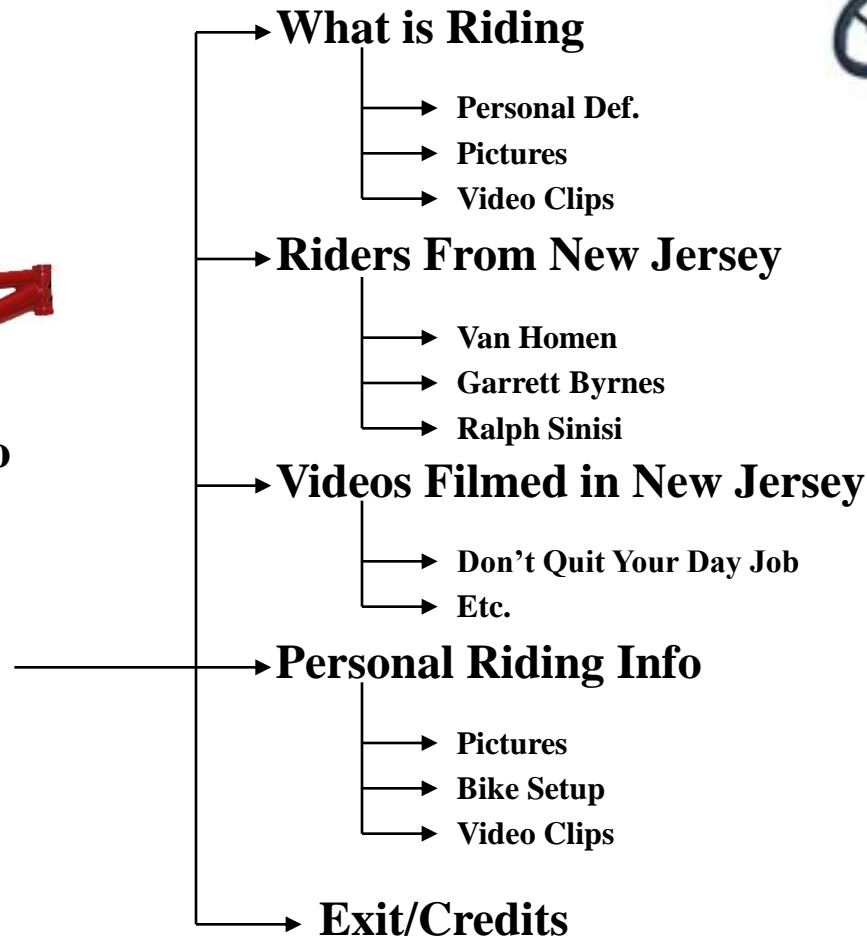 What is Riding
Personal Def.
Pictures
Video Clips
Riders From New Jersey
Van Homen
Garrett Byrnes
Ralph Sinisi
Videos Filmed in New Jersey
Don’t Quit Your Day Job
Etc.
Personal Riding Info
Pictures
Bike Setup
Video Clips
Exit/Credits